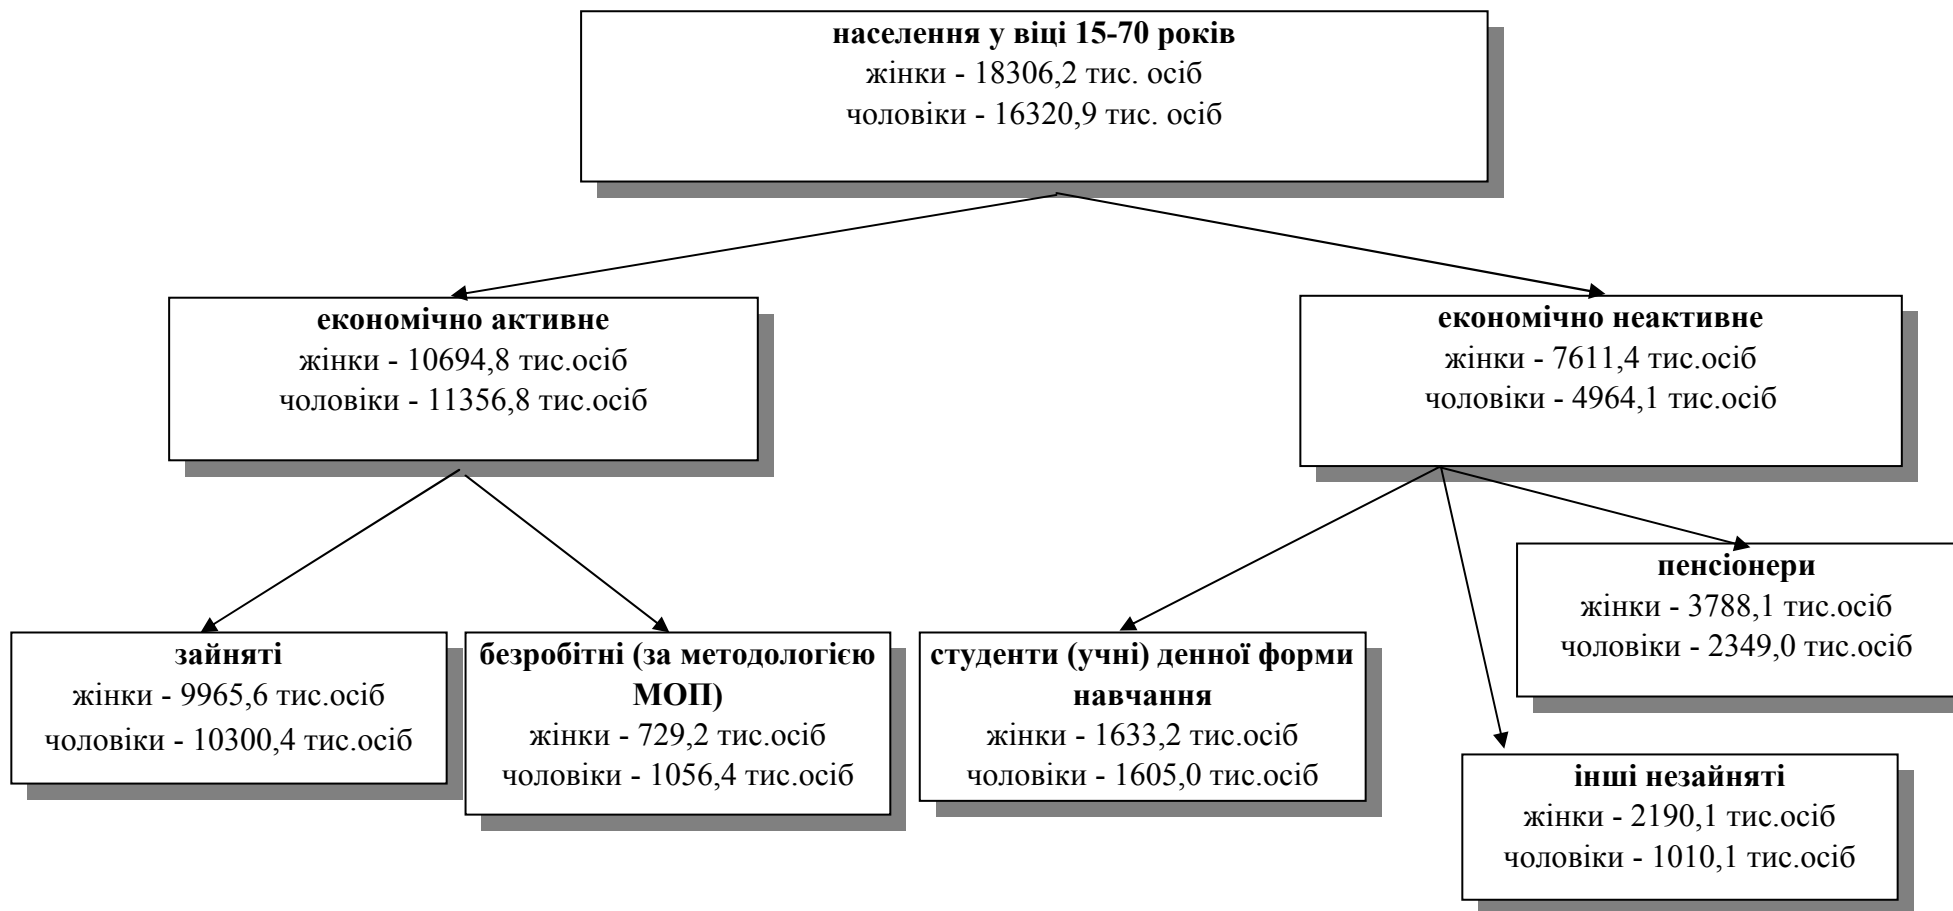 населення у віці 15-70 років
жінки - 18306,2 тис. осіб
чоловіки - 16320,9 тис. осіб
економічно активне
жінки - 10694,8 тис.осіб
чоловіки - 11356,8 тис.осіб
економічно неактивне
жінки - 7611,4 тис.осіб
чоловіки - 4964,1 тис.осіб
зайняті
жінки - 9965,6 тис.осіб
чоловіки - 10300,4 тис.осіб
безробітні (за методологією
МОП)
жінки - 729,2 тис.осіб
чоловіки - 1056,4 тис.осіб
студенти (учні) денної форми
навчання
жінки - 1633,2 тис.осіб
чоловіки - 1605,0 тис.осіб
пенсіонери
жінки - 3788,1 тис.осіб
чоловіки - 2349,0 тис.осіб
інші незайняті
жінки - 2190,1 тис.осіб
чоловіки - 1010,1 тис.осіб